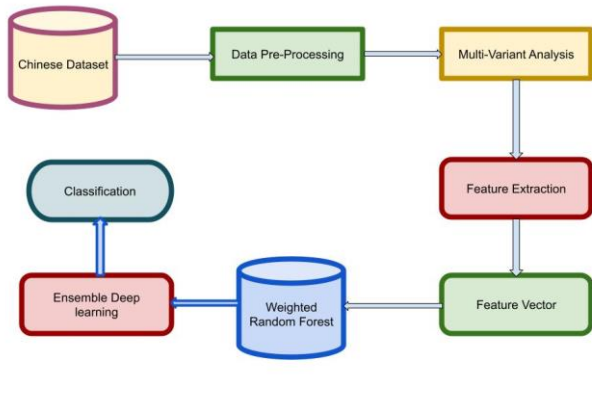 Chinese Dataset
Data Pre-Processing
Multi-Variant Analysis
Feature Extraction
Feature Vector
Weighted
Random Forest
Ensemble Deep
learning
Classification